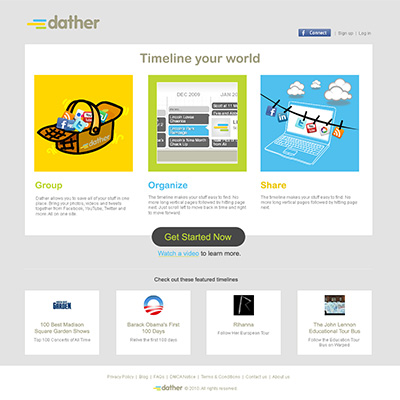 dather
Connect | Sign up | Log in
Timeline your world
DEC 2009 JAN 20
dather
Group
Organize
Share
Dather allows you to save all of your stuff in one
place. Bring your photos, videos and tweets
together from Facebook, YouTube, Twitter and
more. All on one site.
The timeline makes your stuff easy to find. No
more long vertical pages followed by hitting page
next. Just scroll left to move back in time and right
to move forward.
The timeline makes your stuff easy to find. No
more long vertical pages followed by hitting page
next.
Get Started Now
Watch a video to learn more.
Check out these featured timelines
GARDEN
100 Best Madison
Square Garden Shows
Top 100 Concerts of All Time
Barack Obama's First
100 Days
Relive the first 100 days
Rihanna
Follow Her European Tour
The John Lennon
Educational Tour Bus
Follow the Education Tour
Bus on Warped
Privacy Policy | Blog | FAQs | DMCA Notice | Terms & Conditions | Contact us | About us
dather © 2010 All rights reserved